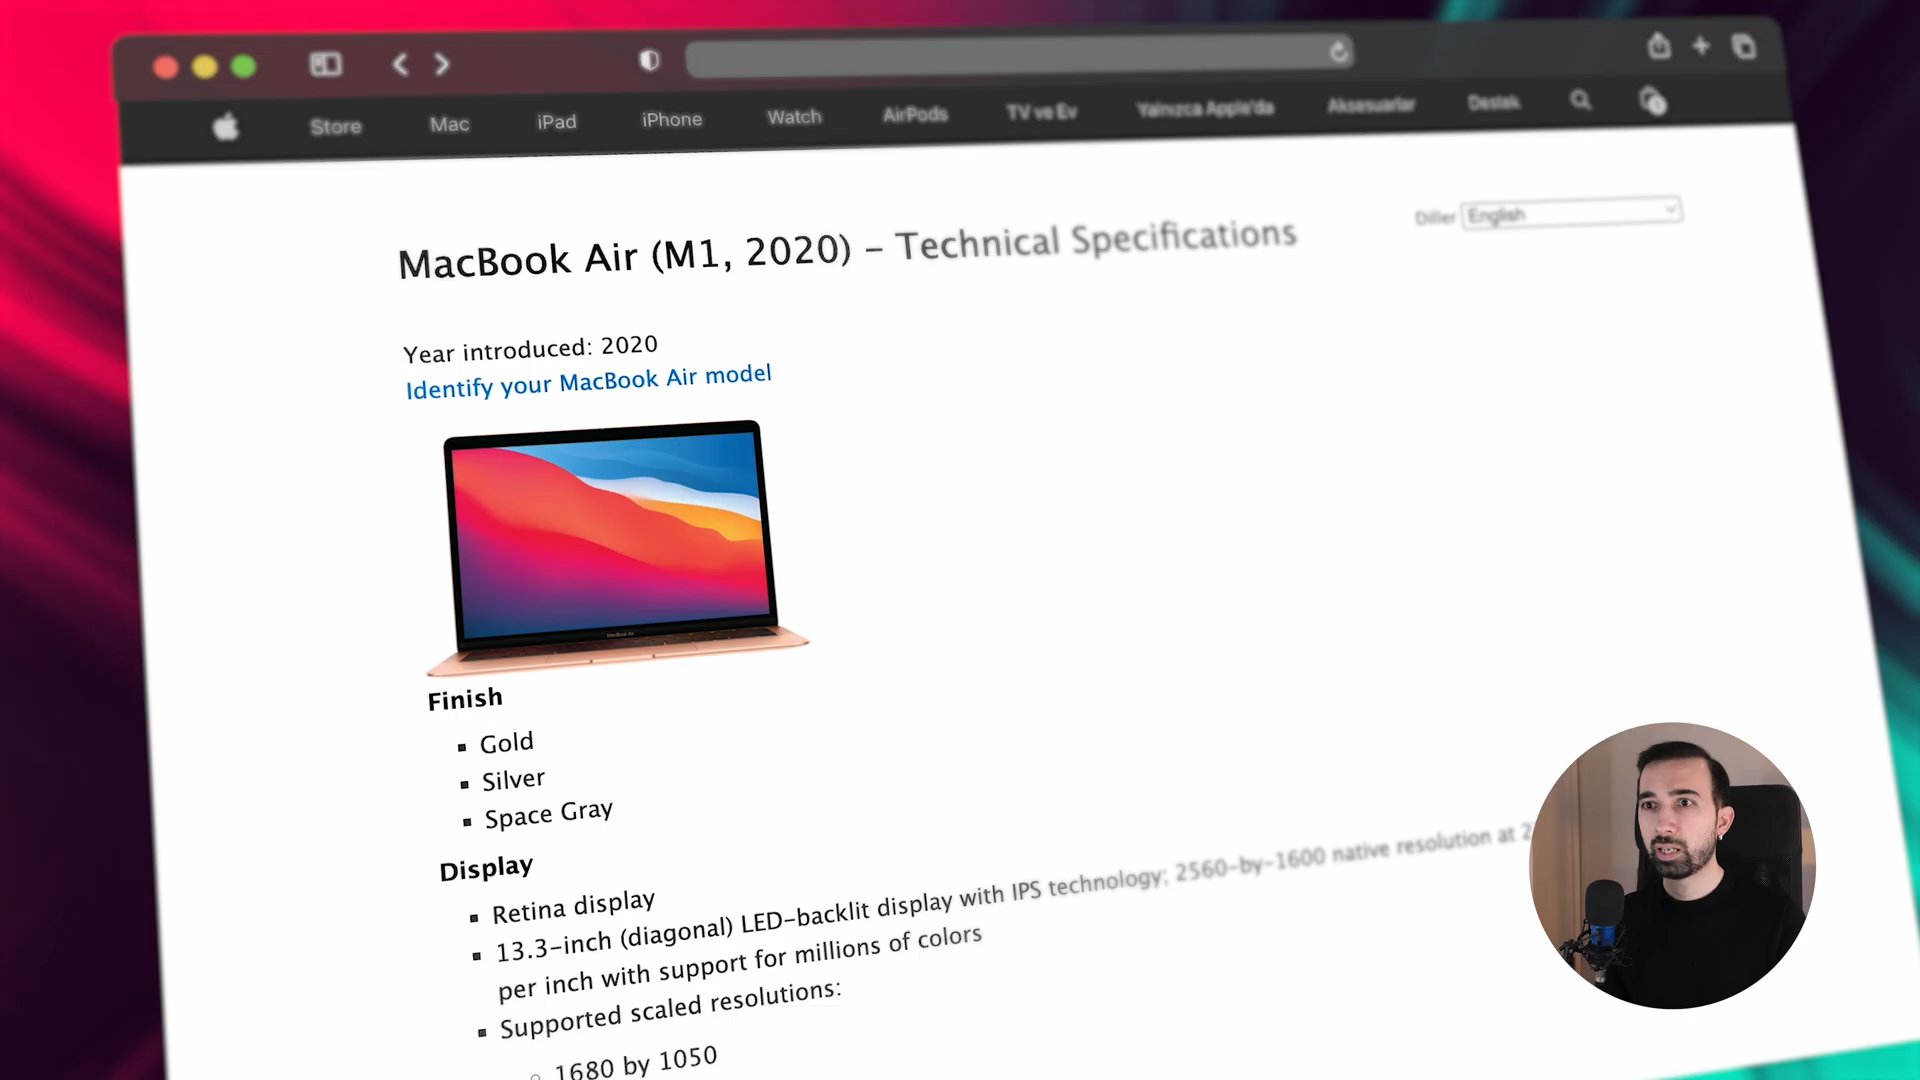 Store Mac iPad iPhone Watch AirPods TV ve Ev Yalnızca Apple'da Aksesuarlar Destek
Diller English
MacBook Air (M1, 2020) – Technical Specifications
Year introduced: 2020
Identify your MacBook Air model
MacBook Air
Finish
Gold
Silver
Space Gray
Display
Retina display
13.3-inch (diagonal) LED-backlit display with IPS technology; 2560-by-1600 native resolution at 2
per inch with support for millions of colors
Supported scaled resolutions:
1680 by 1050